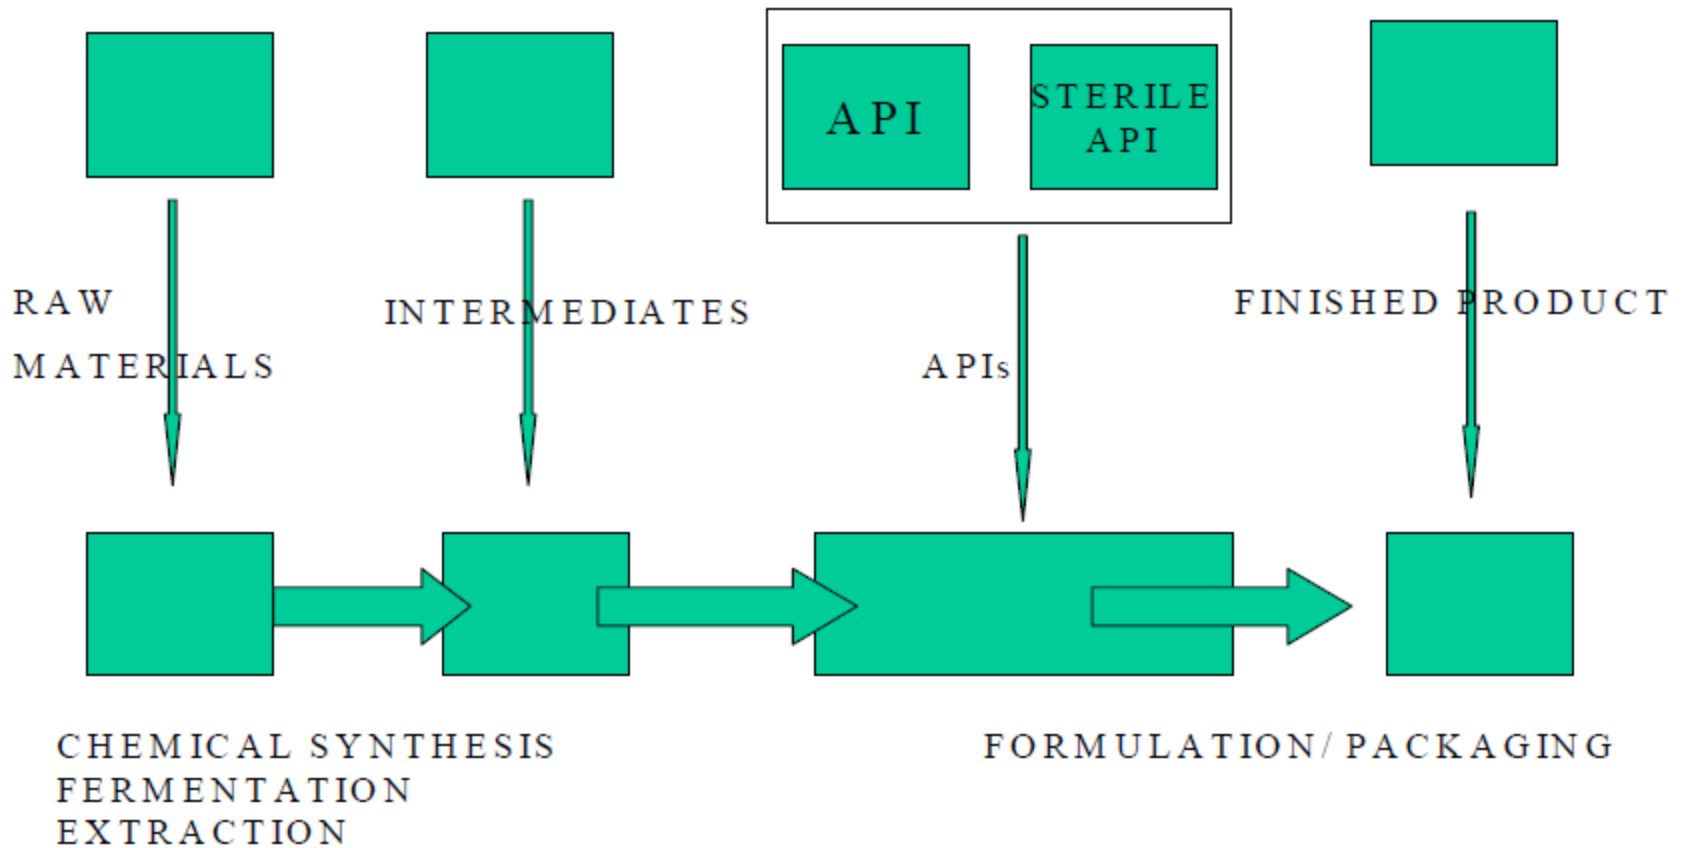 API
STERILE
API
RAW
MATERIALS
INTERMEDIATES
APIs
FINISHED PRODUCT
CHEMICAL SYNTHESIS
FERMENTATION
EXTRACTION
FORMULATION/ PACKAGING